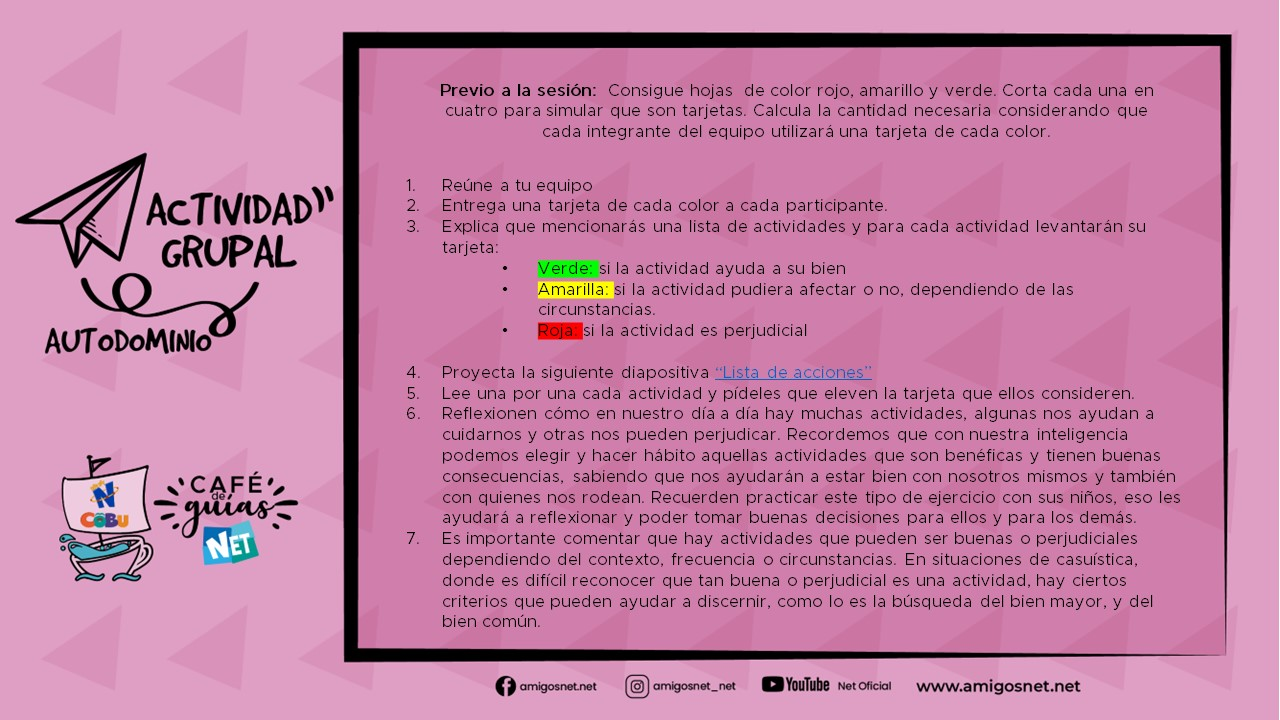 ACTIVIDAD"
GRUPAL
AUTODOMINIO
N
COBU
CAFÉ
de
guías
NET
Previo a la sesión: Consigue hojas de color rojo, amarillo y verde. Corta cada una en
cuatro para simular que son tarjetas. Calcula la cantidad necesaria considerando que
cada integrante del equipo utilizará una tarjeta de cada color.
1. Reúne a tu equipo
2. Entrega una tarjeta de cada color a cada participante.
3. Explica que mencionarás una lista de actividades y para cada actividad levantarán su
tarjeta:
• Verde: si la actividad ayuda a su bien
• Amarilla: si la actividad pudiera afectar o no, dependiendo de las
circunstancias.
• Roja: si la actividad es perjudicial
4. Proyecta la siguiente diapositiva “Lista de acciones”
5. Lee una por una cada actividad y pídeles que eleven la tarjeta que ellos consideren.
6. Reflexionen cómo en nuestro día a día hay muchas actividades, algunas nos ayudan a
cuidarnos y otras nos pueden perjudicar. Recordemos que con nuestra inteligencia
podemos elegir y hacer hábito aquellas actividades que son benéficas y tienen buenas
consecuencias, sabiendo que nos ayudarán a estar bien con nosotros mismos y también
con quienes nos rodean. Recuerden practicar este tipo de ejercicio con sus niños, eso les
ayudará a reflexionar y poder tomar buenas decisiones para ellos y para los demás.
7. Es importante comentar que hay actividades que pueden ser buenas o perjudiciales
dependiendo del contexto, frecuencia o circunstancias. En situaciones de casuística,
donde es difícil reconocer que tan buena o perjudicial es una actividad, hay ciertos
criterios que pueden ayudar a discernir, como lo es la búsqueda del bien mayor, y del
bien común.
amigosnet.net amigosnet_net YouTube Net Oficial www.amigosnet.net